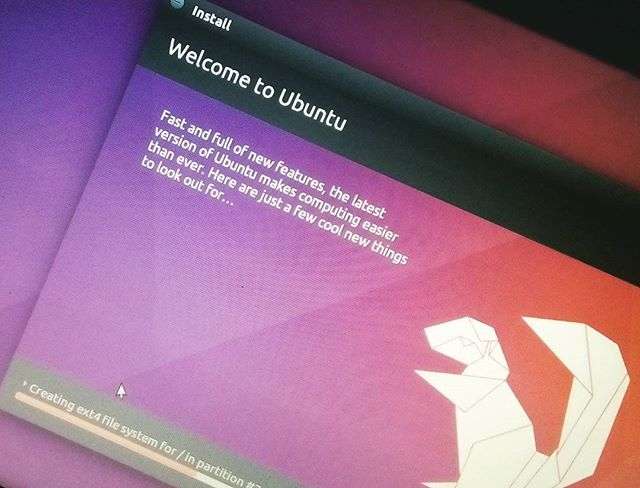 Install
Welcome to Ubuntu
Fast and full of new features, the latest
version of Ubuntu makes computing easier
than ever. Here are just a few cool new things
to look out for...
Creating ext4 file system for / in partition